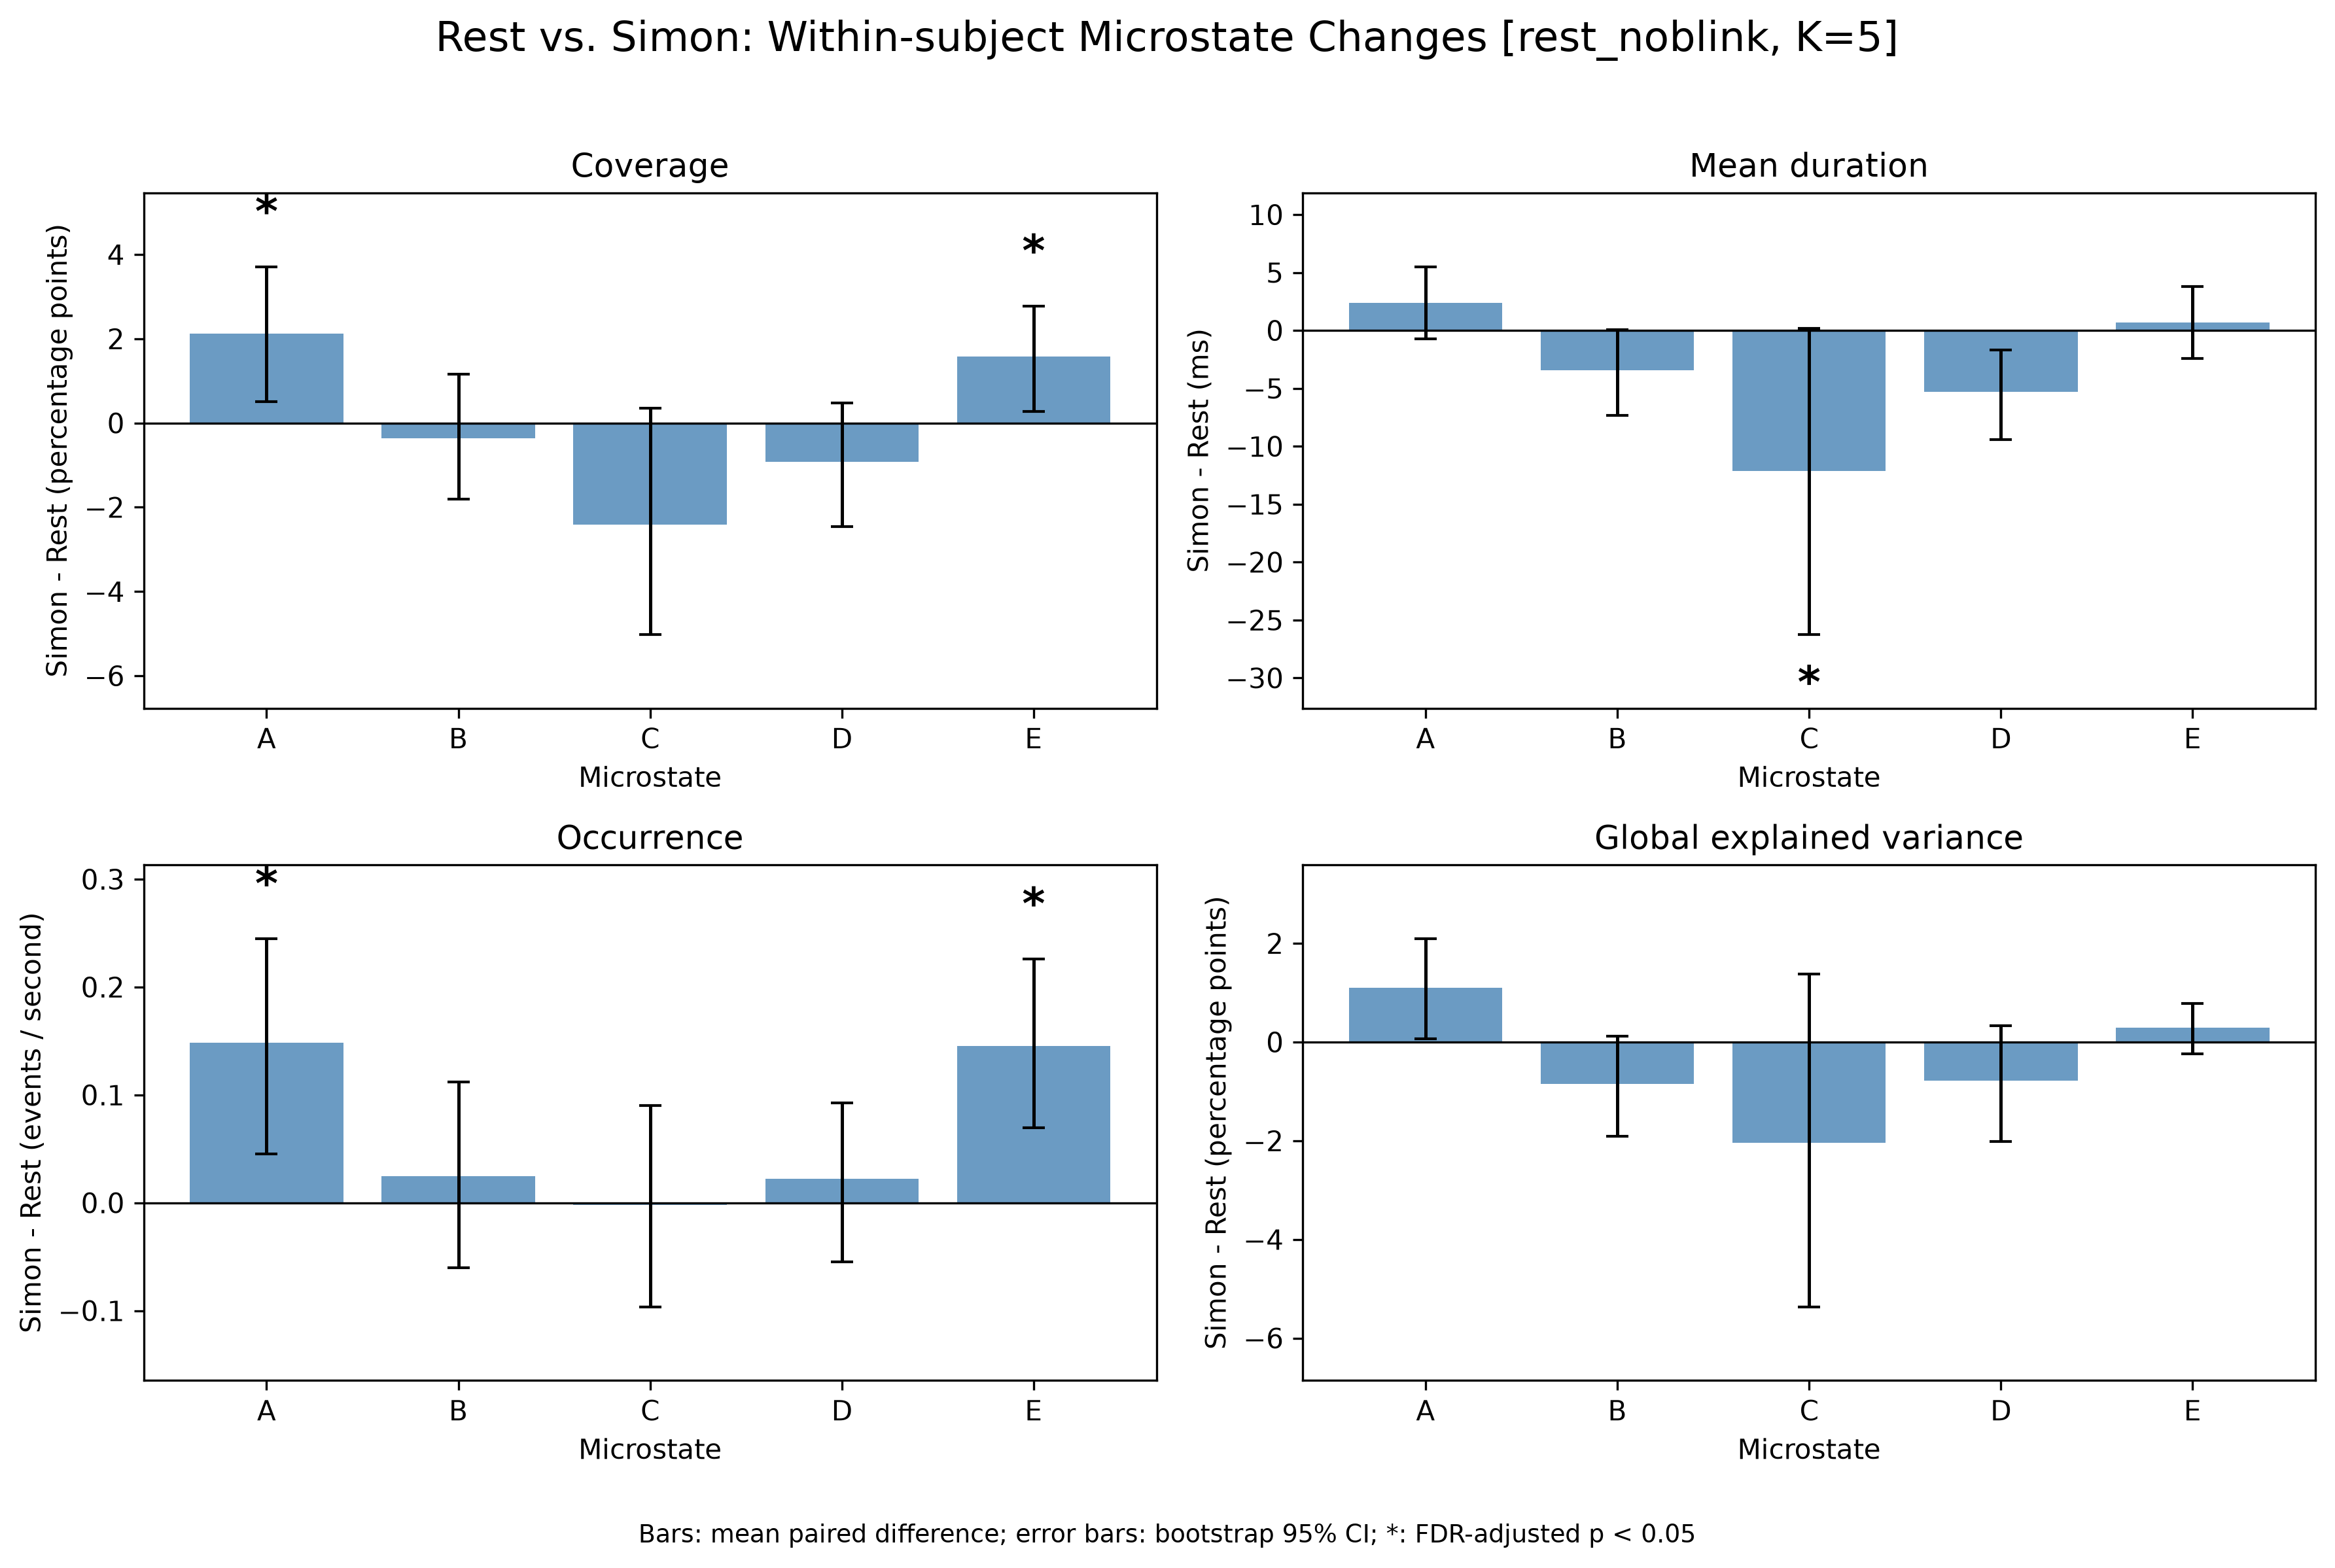 Rest vs. Simon: Within-subject Microstate Changes [rest_noblink, K=5]
Coverage
Simon - Rest (percentage points)
4
2
0
−2
−4
−6
*
*
A B C D E
Microstate
Mean duration
Simon - Rest (ms)
10
5
0
−5
−10
−15
−20
−25
−30
*
A B C D E
Microstate
Occurrence
Simon - Rest (events / second)
0.3
0.2
0.1
0.0
−0.1
*
*
A B C D E
Microstate
Global explained variance
Simon - Rest (percentage points)
2
0
−2
−4
−6
A B C D E
Microstate
Bars: mean paired difference; error bars: bootstrap 95% CI; *: FDR-adjusted p < 0.05